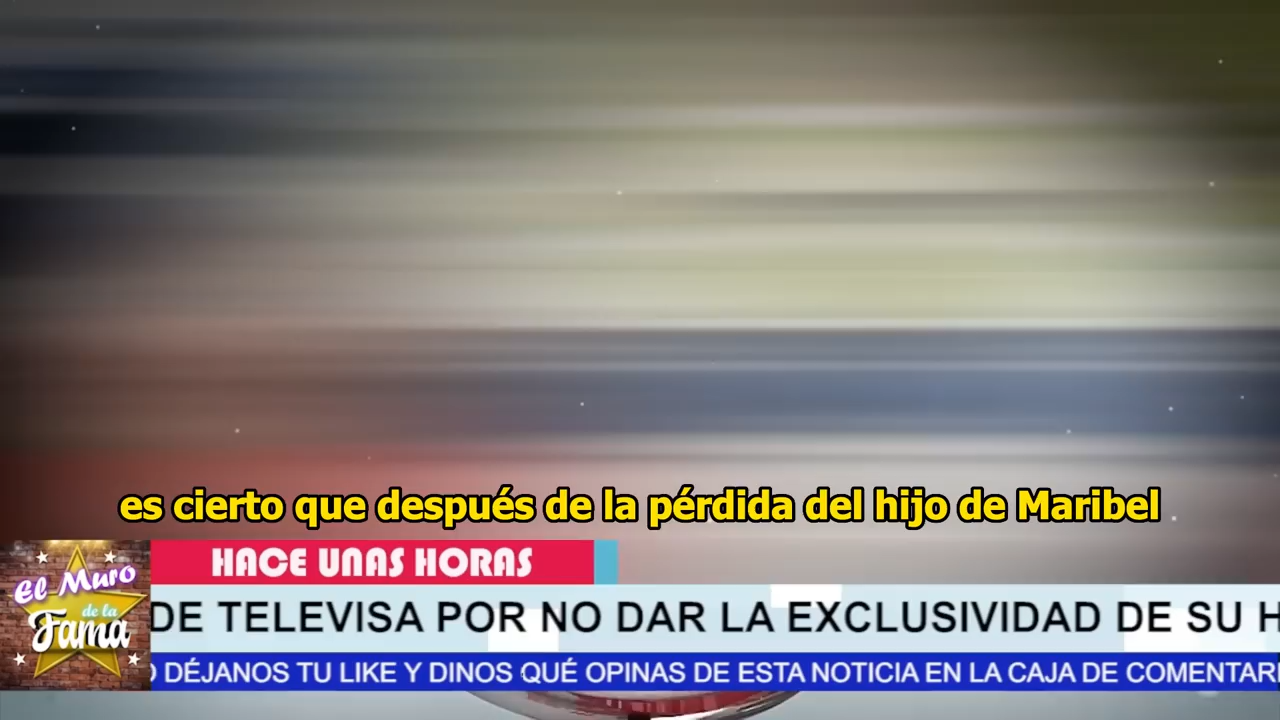 es cierto que después de la pérdida del hijo de Maribel
HACE UNAS HORAS
El Muro
de la
Fama
DE TELEVISA POR NO DAR LA EXCLUSIVIDAD DE SU H
O DÉJANOS TU LIKE Y DINOS QUÉ OPINAS DE ESTA NOTICIA EN LA CAJA DE COMENTARI